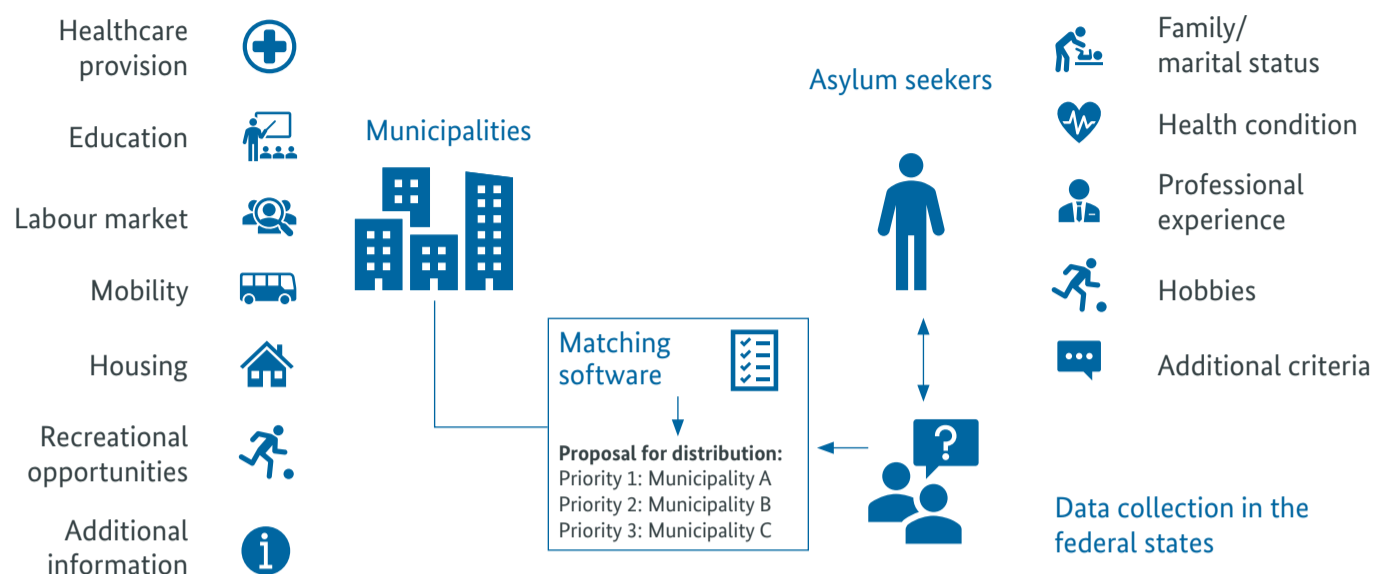 Healthcare
provision
Education
Labour market
Mobility
Housing
Recreational
opportunities
Additional
information
Municipalities
Matching
software
Proposal for distribution:
Priority 1: Municipality A
Priority 2: Municipality B
Priority 3: Municipality C
Asylum seekers
?
Family/
marital status
Health condition
Professional
experience
Hobbies
Additional criteria
Data collection in the
federal states